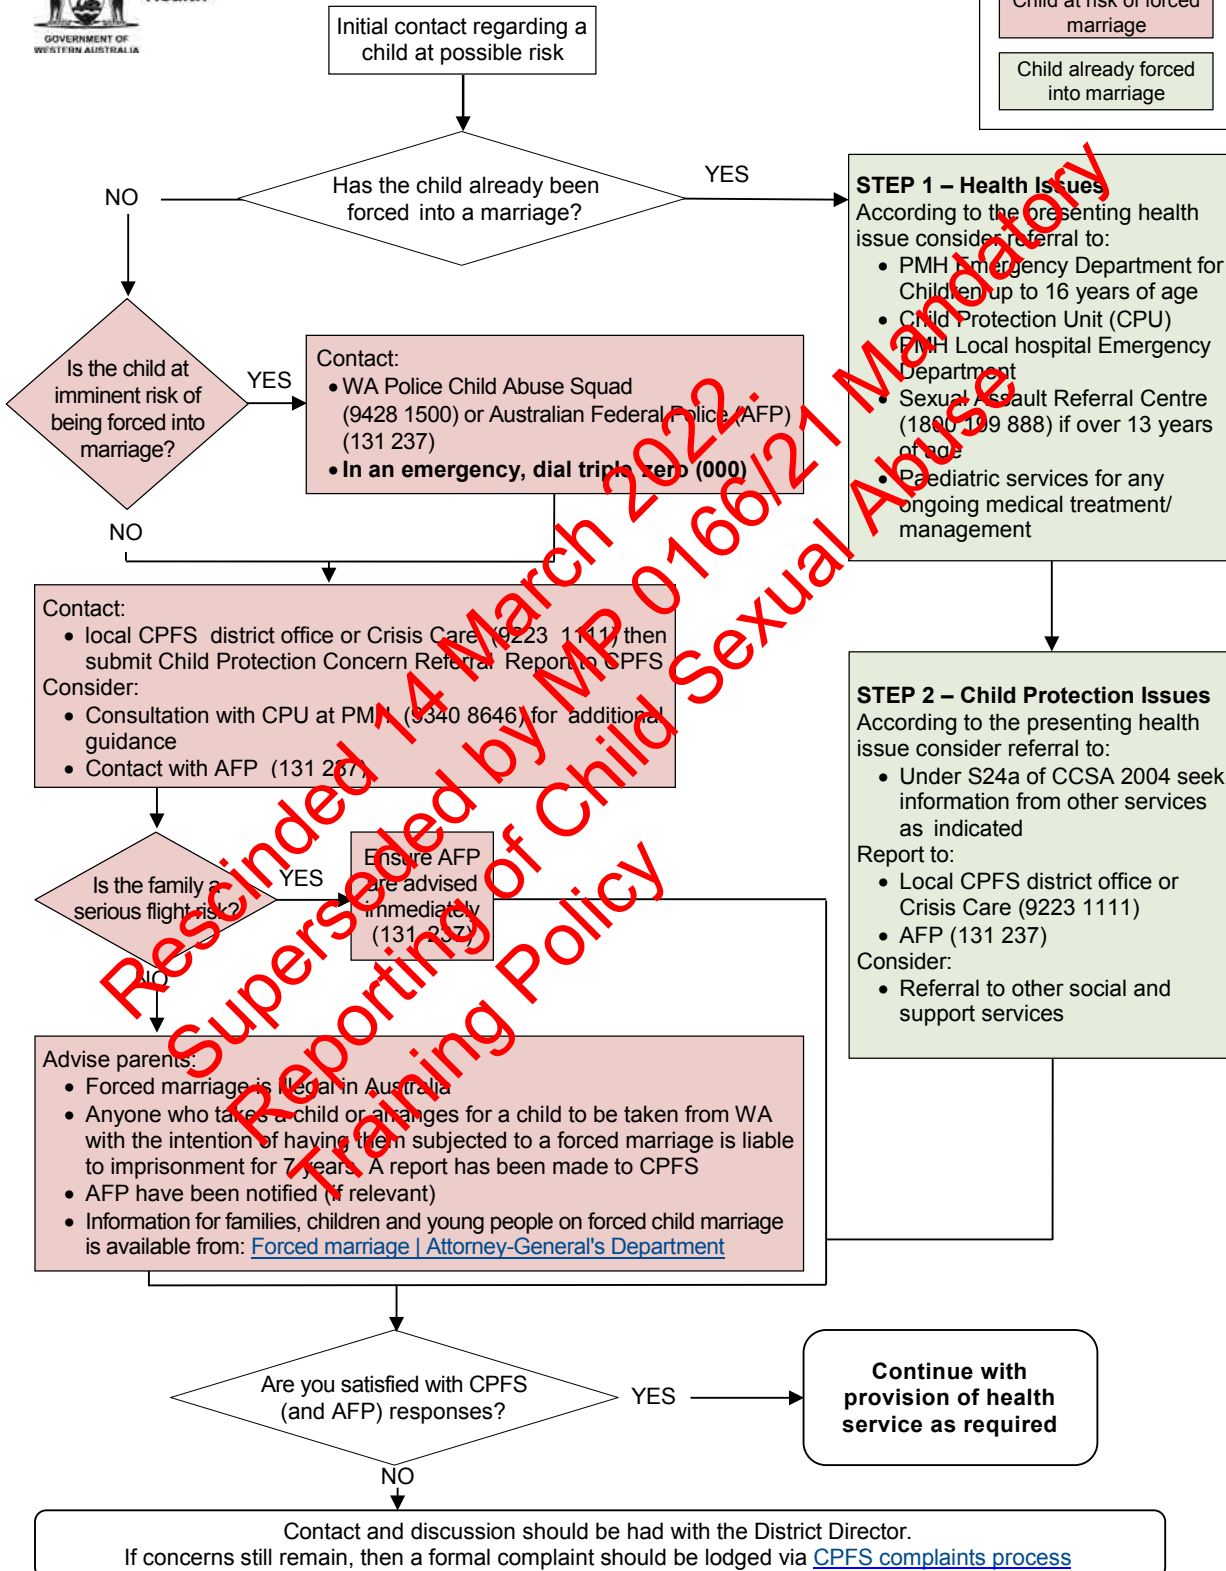 Health
GOVERNMENT OF
WESTERN AUSTRALIA
Child at risk of forced
marriage
Child already forced
into marriage
Initial contact regarding a
child at possible risk
Has the child already been
forced into a marriage?
NO
YES
STEP 1 – Health Issues
According to the presenting health
issue consider referral to:
• PMH Emergency Department for
Children up to 16 years of age
• Child Protection Unit (CPU)
PMH Local hospital Emergency
Department
• Sexual Assault Referral Centre
(1800 199 888) if over 13 years
of age
• Paediatric services for any
ongoing medical treatment/
management
Is the child at
imminent risk of
being forced into
marriage?
YES
NO
Contact:
• WA Police Child Abuse Squad
(9428 1500) or Australian Federal Police (AFP)
(131 237)
• In an emergency, dial triple zero (000)
Contact:
• local CPFS district office or Crisis Care (9223 1111) then
submit Child Protection Concern Referral Report to CPFS
Consider:
• Consultation with CPU at PMH (9340 8646) for additional
guidance
• Contact with AFP (131 237)
STEP 2 – Child Protection Issues
According to the presenting health
issue consider referral to:
• Under S24a of CCSA 2004 seek
information from other services
as indicated
Report to:
• Local CPFS district office or
Crisis Care (9223 1111)
• AFP (131 237)
Consider:
• Referral to other social and
support services
Is the family a
serious flight risk?
YES
NO
Ensure AFP
are advised
immediately
(131 237)
Advise parents:
• Forced marriage is illegal in Australia
• Anyone who takes a child or arranges for a child to be taken from WA
with the intention of having them subjected to a forced marriage is liable
to imprisonment for 7 years. A report has been made to CPFS
• AFP have been notified (if relevant)
• Information for families, children and young people on forced child marriage
is available from: Forced marriage | Attorney-General's Department
Are you satisfied with CPFS
(and AFP) responses?
YES
NO
Continue with
provision of health
service as required
Contact and discussion should be had with the District Director.
If concerns still remain, then a formal complaint should be lodged via CPFS complaints process
Rescinded 14 March 2022.
Superseded by MP 0166/21 Mandatory
Reporting of Child Sexual Abuse
Training Policy